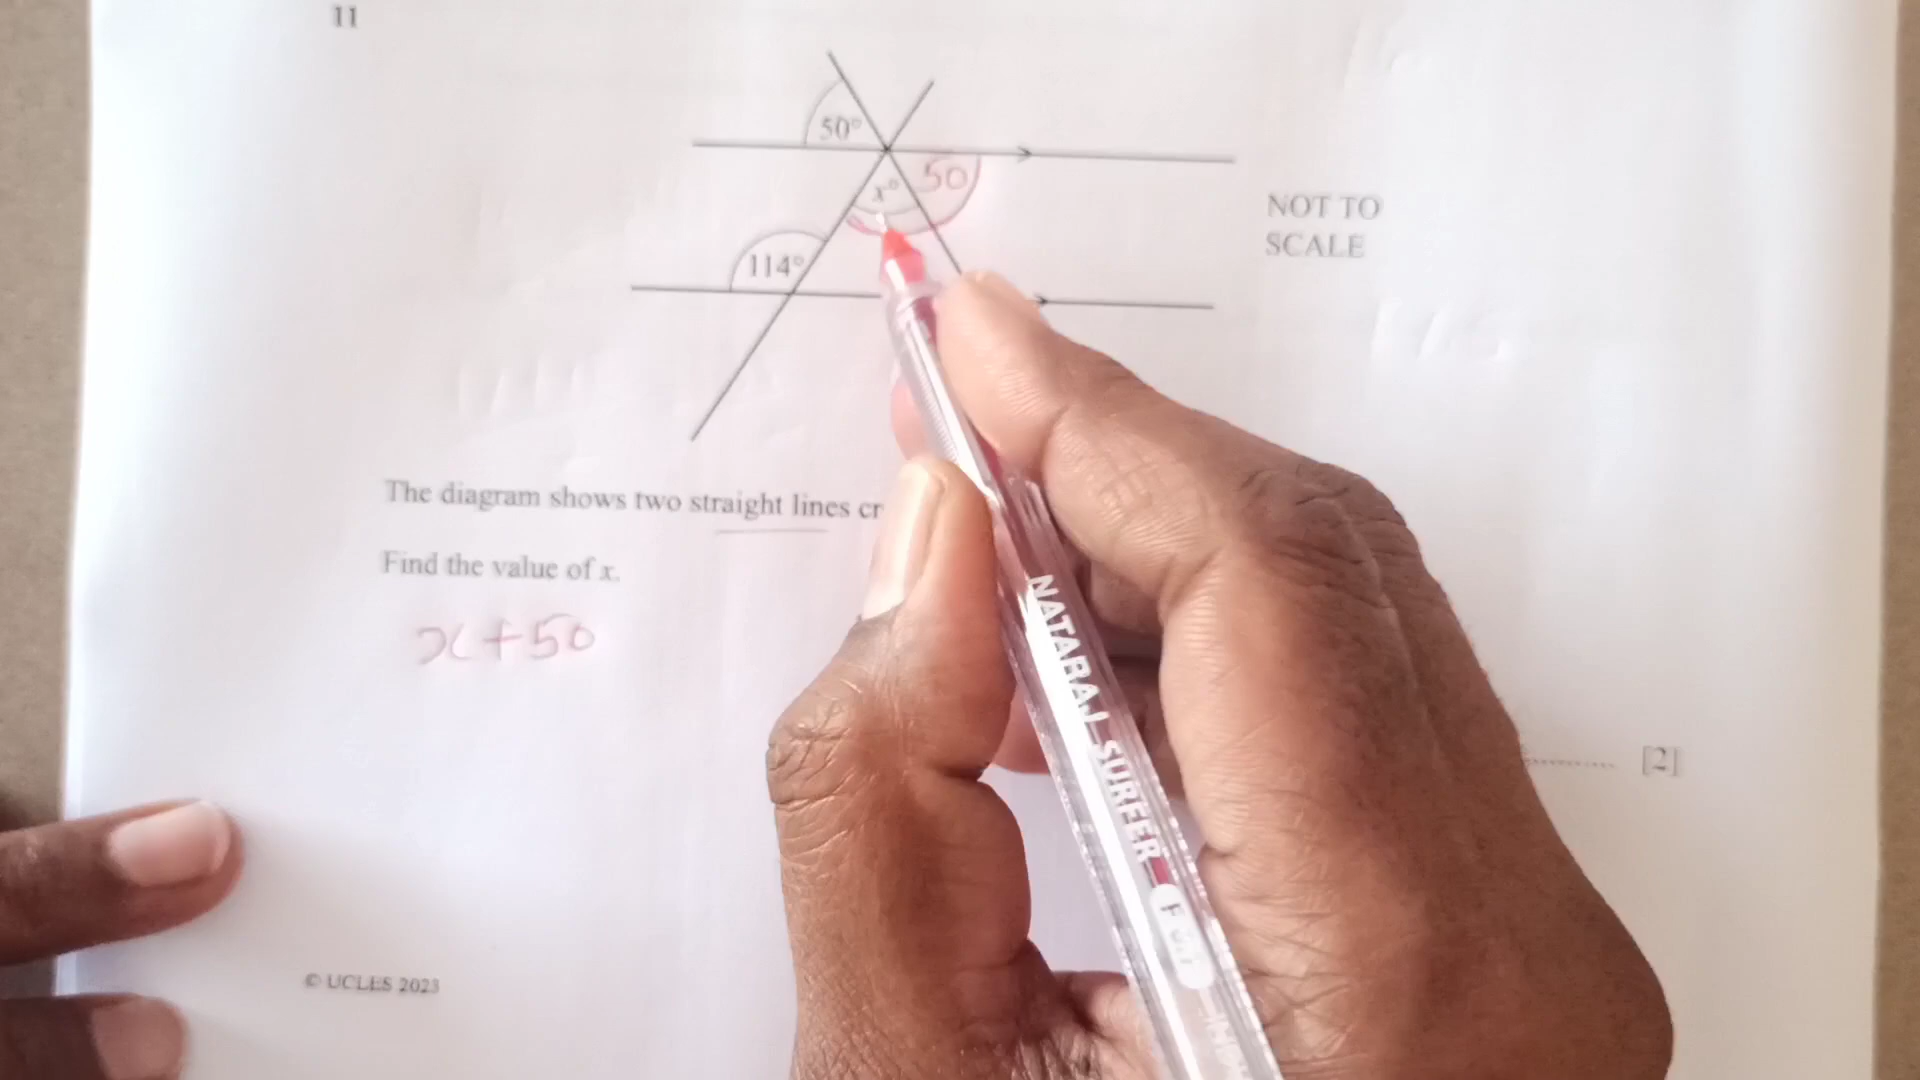 11
50°
50
x°
NOT TO
SCALE
114°
The diagram shows two straight lines cr
Find the value of x.
x+50
[2]
NATARAJ SURFER
© UCLES 2023